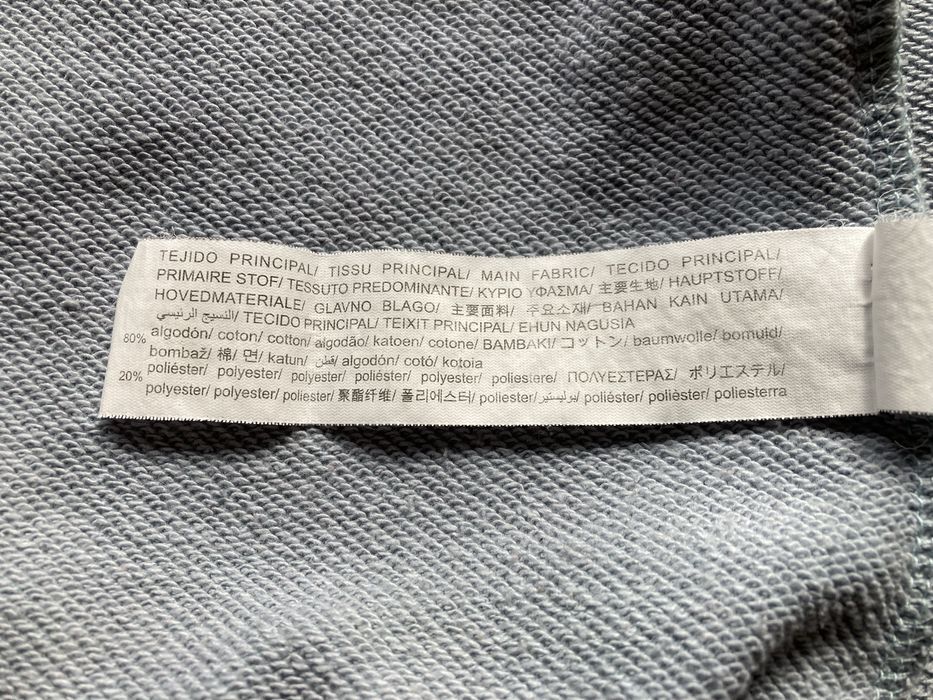 TEJIDO PRINCIPAL/ TISSU PRINCIPAL/ MAIN FABRIC/ TECIDO PRINCIPAL/
PRIMAIRE STOF/ TESSUTO PREDOMINANTE/ ΚΥΡΙΟ ΥΦΑΣΜΑ/ 主要生地/ HAUPTSTOFF/
HOVEDMATERIALE/ GLAVNO BLAGO/ 主要面料/ 주요소재/ BAHAN KAIN UTAMA/
النسيج الرئيسي/ TECIDO PRINCIPAL/ TEIXIT PRINCIPAL/ EHUN NAGUSIA
80% algodón/ coton/ cotton/ algodão/ katoen/ cotone/ ΒΑΜΒΑΚΙ/ コットン/ baumwolle/ bomuld/
bombaž/ 棉/ 면/ katun/ قطن/ algodón/ cotó/ kotoia
20% poliéster/ polyester/ polyester/ poliéster/ polyester/ poliestere/ ΠΟΛΥΕΣΤΕΡΑΣ/ ポリエステル/
polyester/ polyester/ poliester/ 聚酯纤维/ 폴리에스터/ poliester/ بوليستير/ poliéster/ polièster/ poliesterra